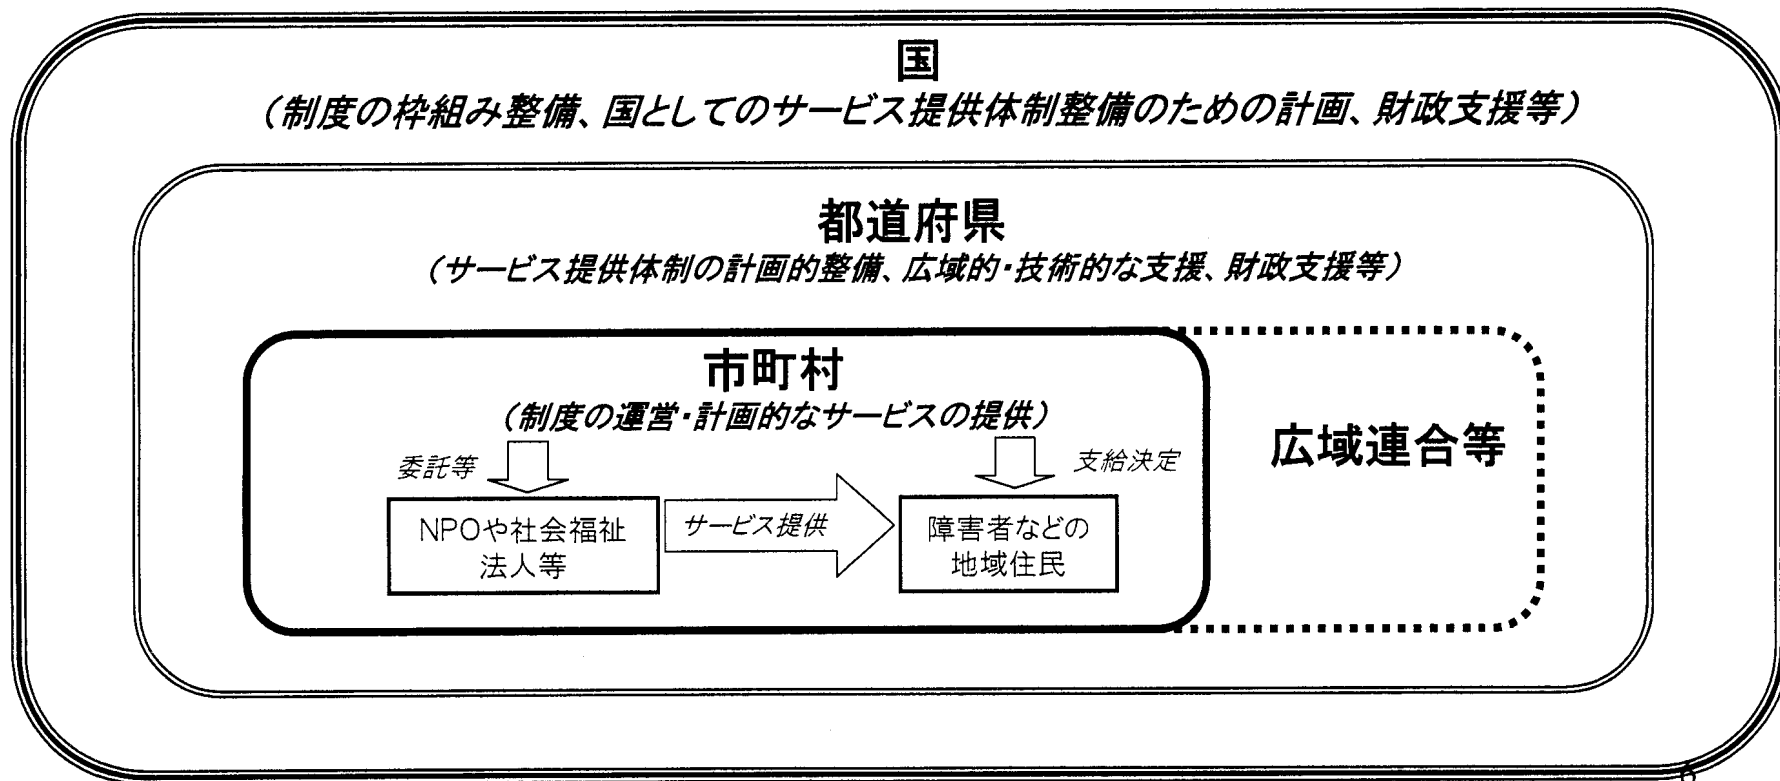 国
（制度の枠組み整備、国としてのサービス提供体制整備のための計画、財政支援等）
都道府県
（サービス提供体制の計画的整備、広域的・技術的な支援、財政支援等）
市町村
（制度の運営・計画的なサービスの提供）
広域連合等
委託等
支給決定
NPOや社会福祉
法人等
サービス提供
障害者などの
地域住民
6